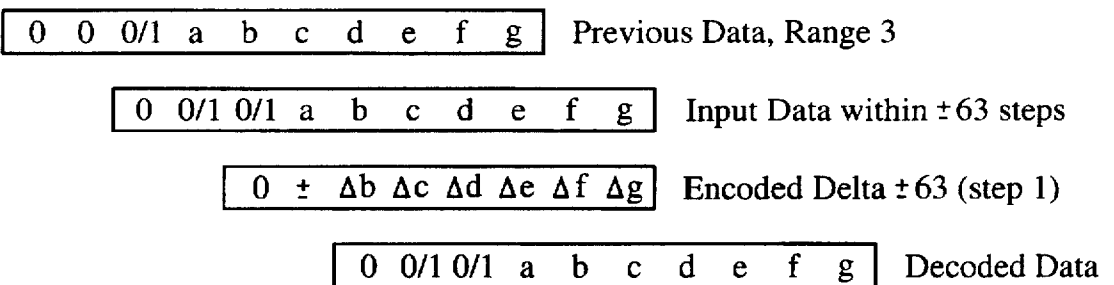 0 0 0/1 a b c d e f g Previous Data, Range 3
0 0/1 0/1 a b c d e f g Input Data within ±63 steps
0 ± Δb Δc Δd Δe Δf Δg Encoded Delta ±63 (step 1)
0 0/1 0/1 a b c d e f g Decoded Data